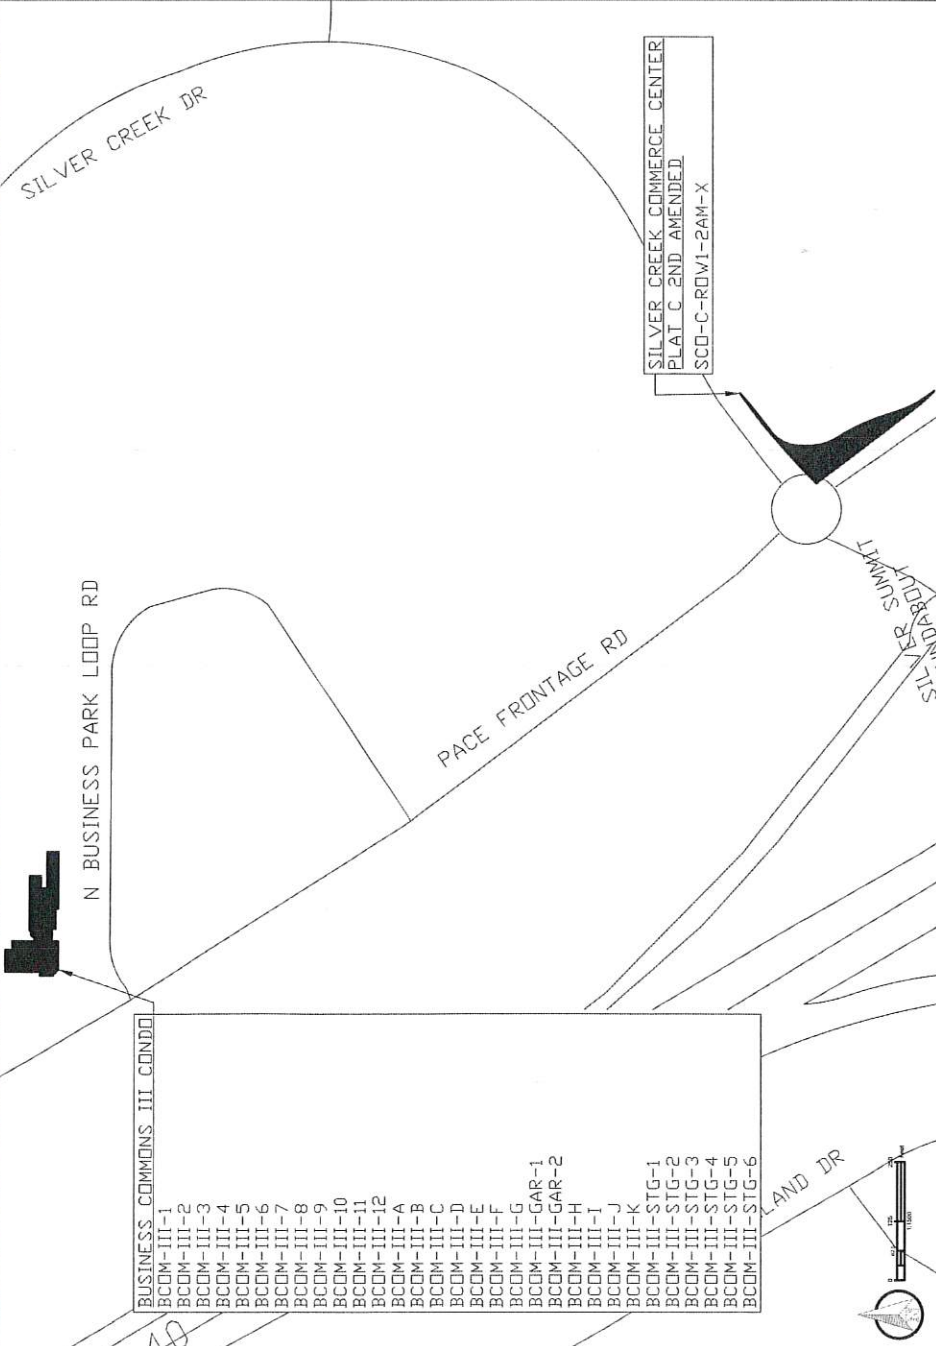 SILVER CREEK DR
SILVER CREEK COMMERCE CENTER
PLAT C 2ND AMENDED
SCO-C-ROW1-2AM-X
N BUSINESS PARK LOOP RD
PACE FRONTAGE RD
SILVER SUMMIT
BUSINESS COMMONS III CONDO
BCOM-III-1
BCOM-III-2
BCOM-III-3
BCOM-III-4
BCOM-III-5
BCOM-III-6
BCOM-III-7
BCOM-III-8
BCOM-III-9
BCOM-III-10
BCOM-III-11
BCOM-III-12
BCOM-III-A
BCOM-III-B
BCOM-III-C
BCOM-III-D
BCOM-III-E
BCOM-III-F
BCOM-III-G
BCOM-III-GAR-1
BCOM-III-GAR-2
BCOM-III-H
BCOM-III-I
BCOM-III-J
BCOM-III-K
BCOM-III-STG-1
BCOM-III-STG-2
BCOM-III-STG-3
BCOM-III-STG-4
BCOM-III-STG-5
BCOM-III-STG-6
LAND DR
40